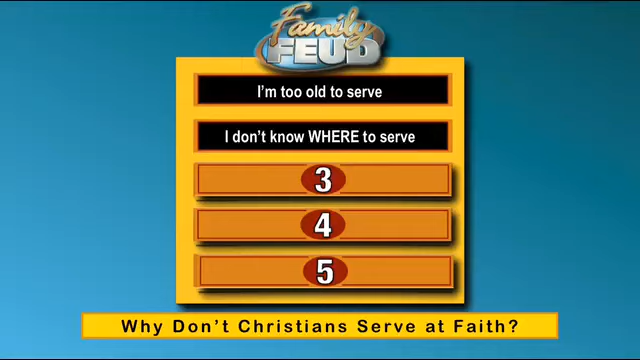 Family
FEUD
I'm too old to serve
I don't know WHERE to serve
3
4
5
Why Don't Christians Serve at Faith?